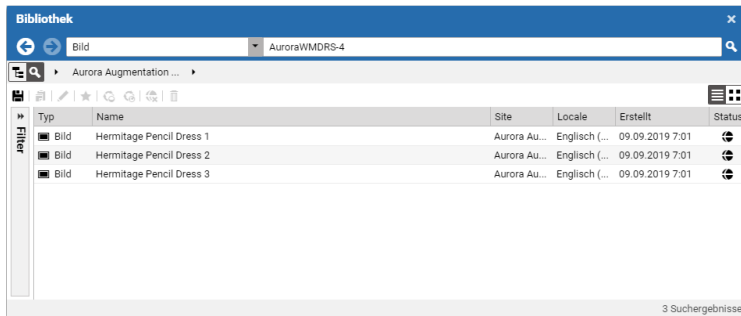 Bibliothek
Bild AuroraWMDRS-4
Aurora Augmentation ...
Filter
Typ Name Site Locale Erstellt Status
Bild Hermitage Pencil Dress 1 Aurora Au... Englisch (... 09.09.2019 7:01
Bild Hermitage Pencil Dress 2 Aurora Au... Englisch (... 09.09.2019 7:01
Bild Hermitage Pencil Dress 3 Aurora Au... Englisch (... 09.09.2019 7:01
3 Suchergebnisse